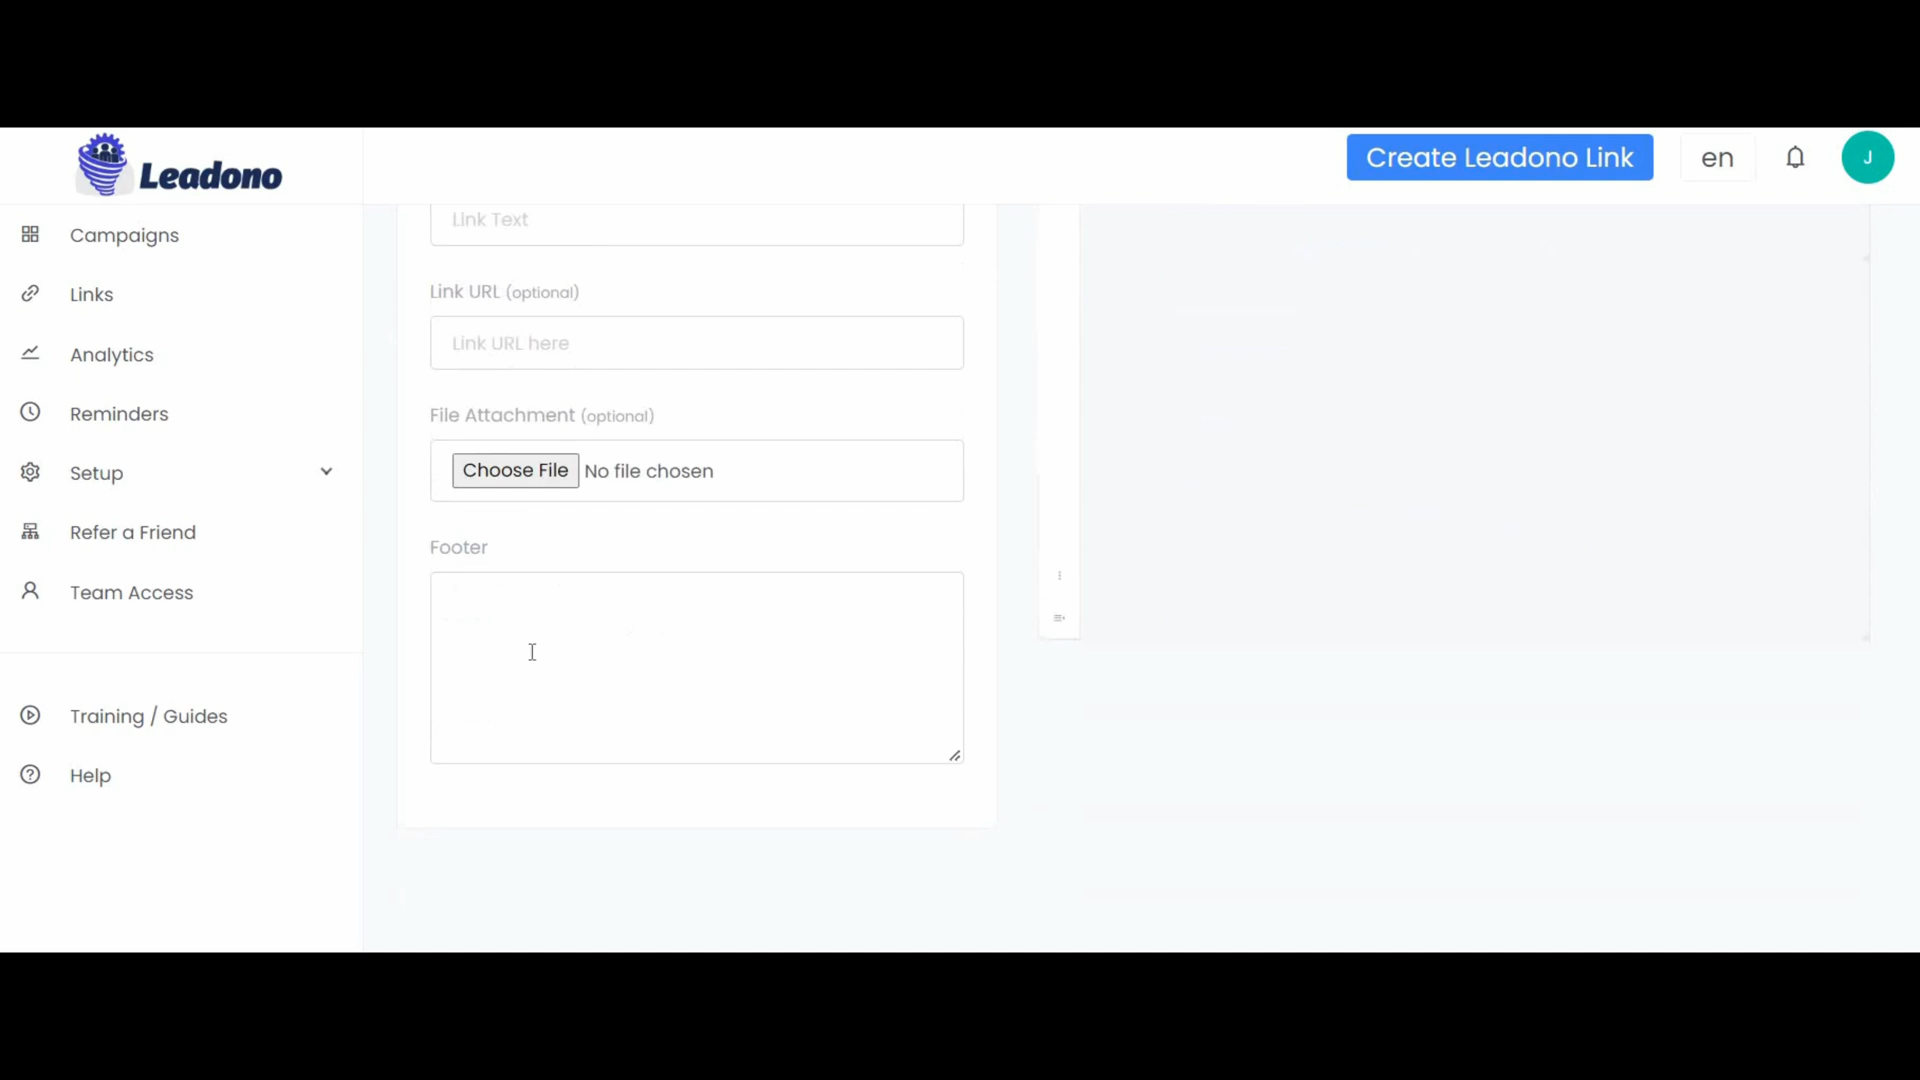 Leadono
Create Leadono Link
en
J
Campaigns
Links
Analytics
Reminders
Setup
Refer a Friend
Team Access
Training / Guides
Help
Link Text
Link URL (optional)
Link URL here
File Attachment (optional)
Choose File No file chosen
Footer